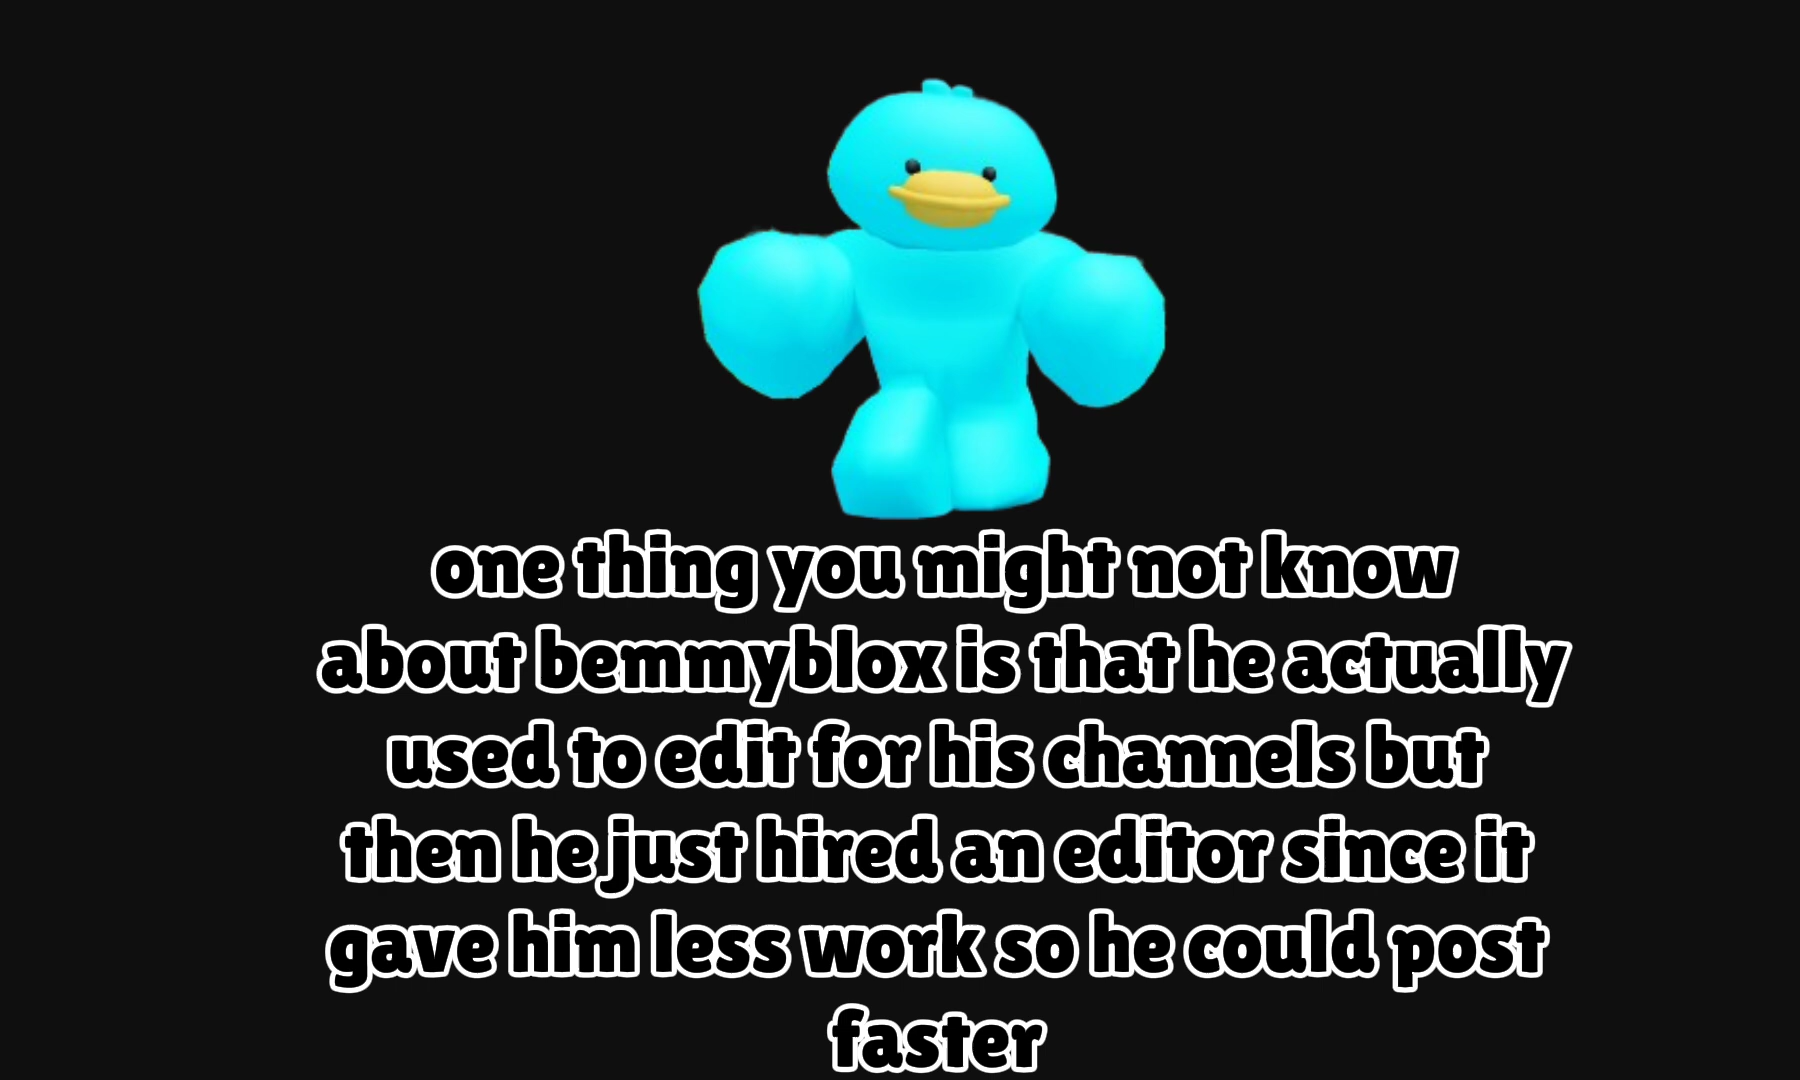 one thing you might not know
about bemmyblox is that he actually
used to edit for his channels but
then he just hired an editor since it
gave him less work so he could post
faster